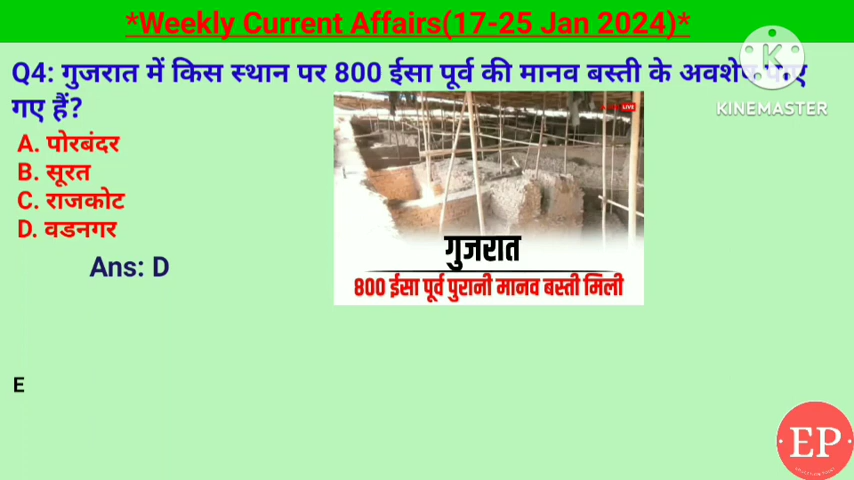 *Weekly Current Affairs(17-25 Jan 2024)*
Q4: गुजरात में किस स्थान पर 800 ईसा पूर्व की मानव बस्ती के अवशेष पाए
गए हैं?
KINEMASTER
A. पोरबंदर
B. सूरत
C. राजकोट
D. वडनगर
Ans: D
LIVE
गुजरात
800 ईसा पूर्व पुरानी मानव बस्ती मिली
E
EP